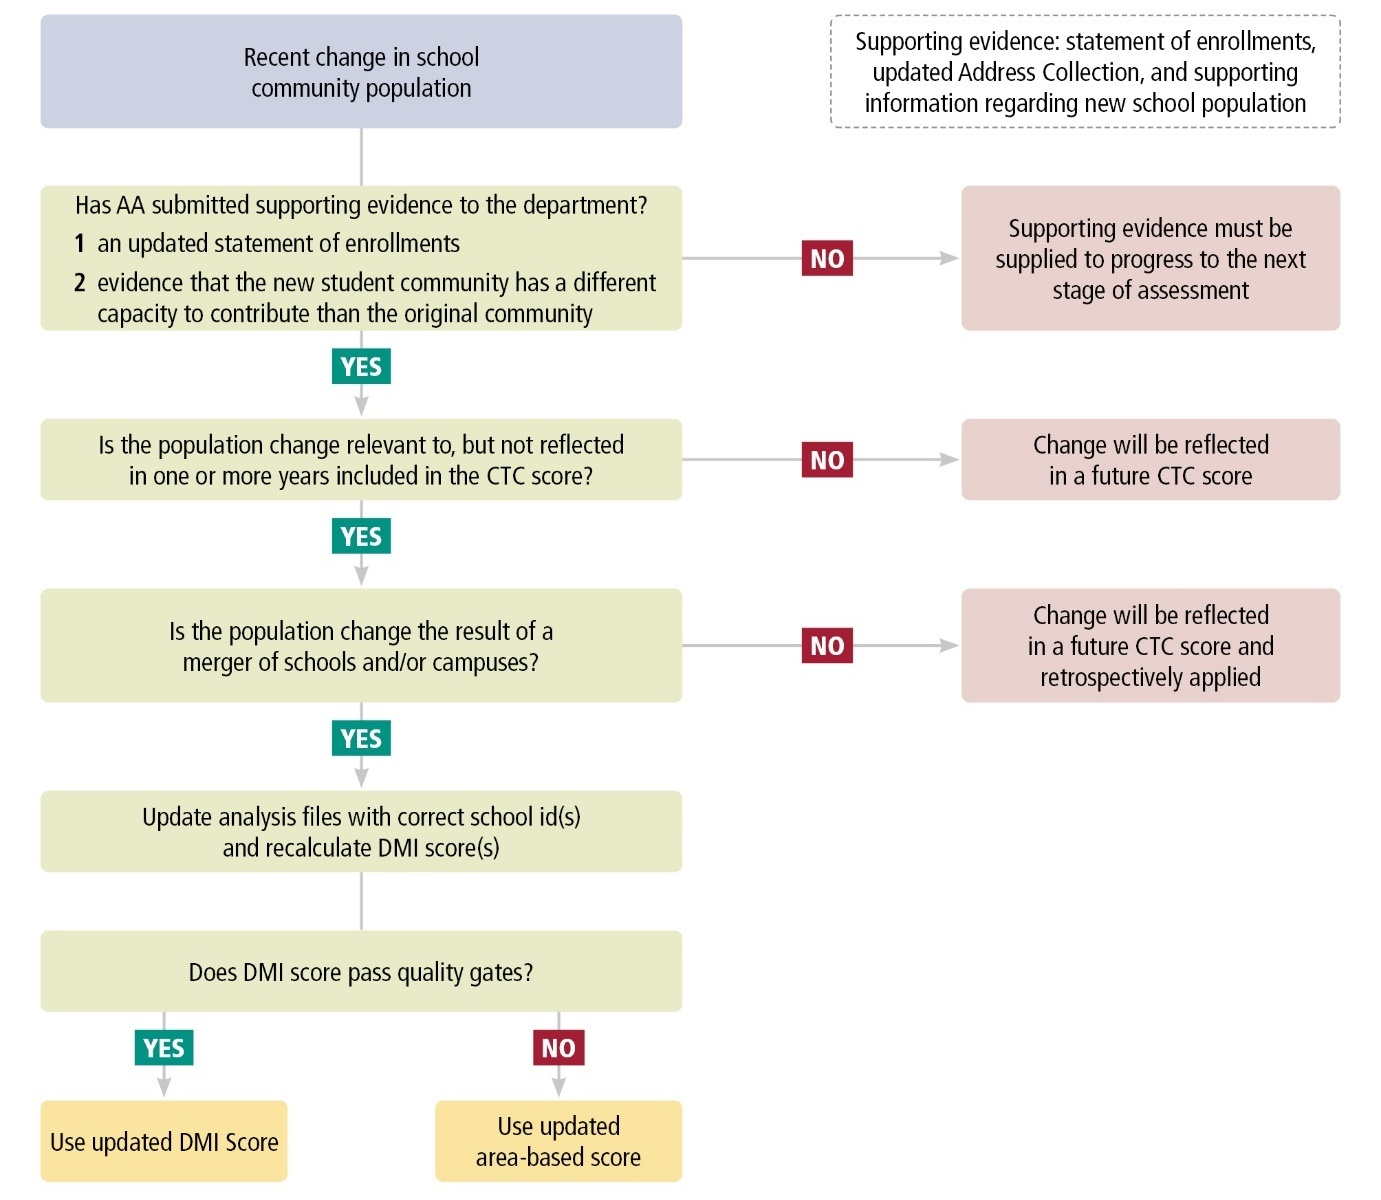 Recent change in school
community population
Supporting evidence: statement of enrollments,
updated Address Collection, and supporting
information regarding new school population
Has AA submitted supporting evidence to the department?
1 an updated statement of enrollments
2 evidence that the new student community has a different
capacity to contribute than the original community
NO
Supporting evidence must be
supplied to progress to the next
stage of assessment
YES
Is the population change relevant to, but not reflected
in one or more years included in the CTC score?
NO
Change will be reflected
in a future CTC score
YES
Is the population change the result of a
merger of schools and/or campuses?
NO
Change will be reflected
in a future CTC score and
retrospectively applied
YES
Update analysis files with correct school id(s)
and recalculate DMI score(s)
Does DMI score pass quality gates?
YES
NO
Use updated DMI Score
Use updated
area-based score